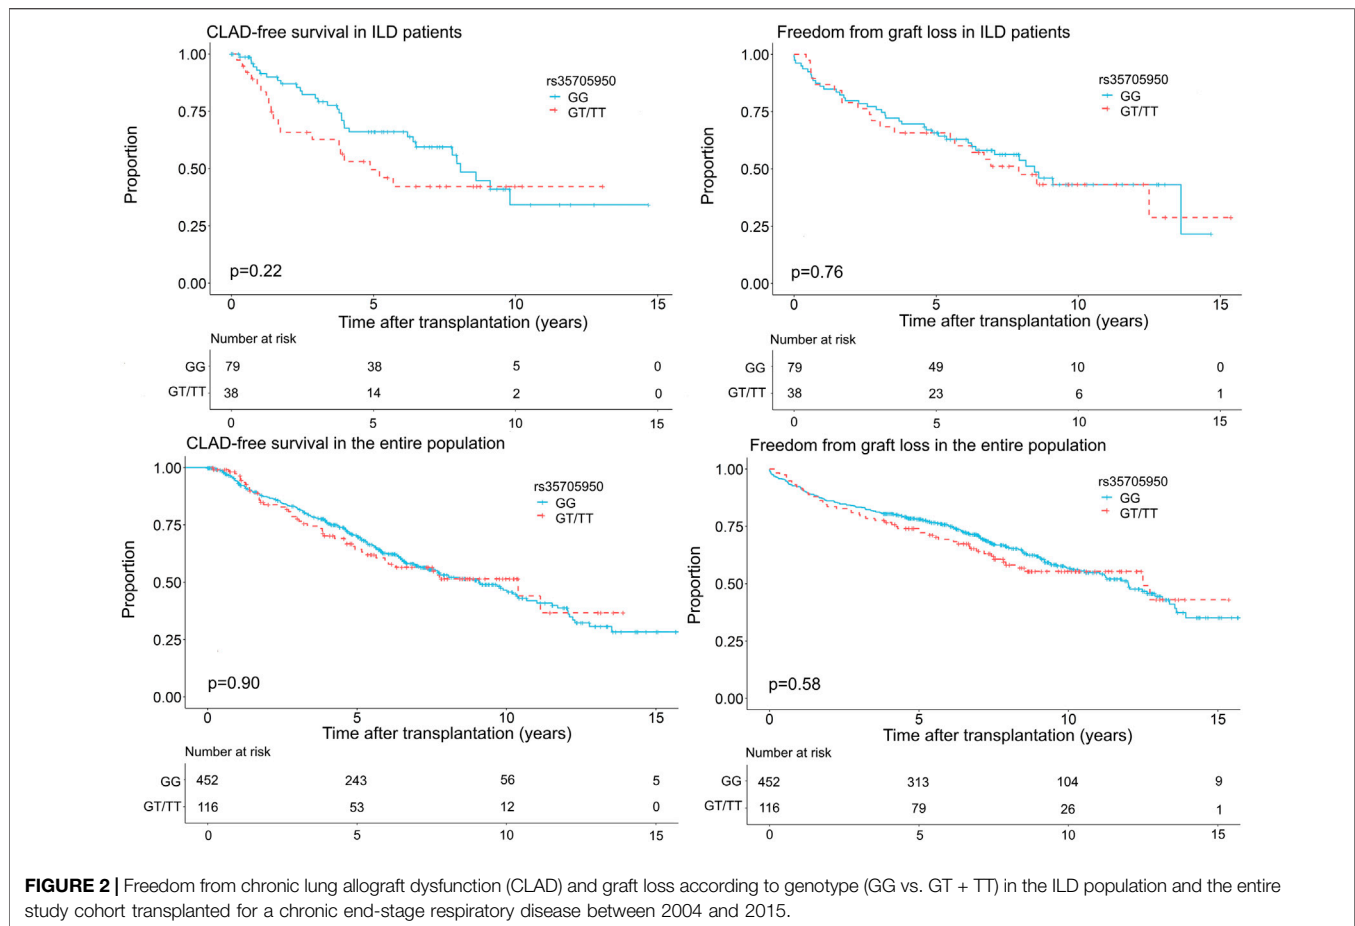 CLAD-free survival in ILD patients
1.00
0.75
0.50
0.25
0.00
Proportion
rs35705950
GG
GT/TT
p=0.22
0 5 10 15
Time after transplantation (years)
Number at risk
GG 79 38 5 0
GT/TT 38 14 2 0
0 5 10 15
Freedom from graft loss in ILD patients
1.00
0.75
0.50
0.25
0.00
Proportion
rs35705950
GG
GT/TT
p=0.76
0 5 10 15
Time after transplantation (years)
Number at risk
GG 79 49 10 0
GT/TT 38 23 6 1
0 5 10 15
CLAD-free survival in the entire population
1.00
0.75
0.50
0.25
0.00
Proportion
rs35705950
GG
GT/TT
p=0.90
0 5 10 15
Time after transplantation (years)
Number at risk
GG 452 243 56 5
GT/TT 116 53 12 0
0 5 10 15
Freedom from graft loss in the entire population
1.00
0.75
0.50
0.25
0.00
Proportion
rs35705950
GG
GT/TT
p=0.58
0 5 10 15
Time after transplantation (years)
Number at risk
GG 452 313 104 9
GT/TT 116 79 26 1
0 5 10 15
FIGURE 2 | Freedom from chronic lung allograft dysfunction (CLAD) and graft loss according to genotype (GG vs. GT + TT) in the ILD population and the entire
study cohort transplanted for a chronic end-stage respiratory disease between 2004 and 2015.